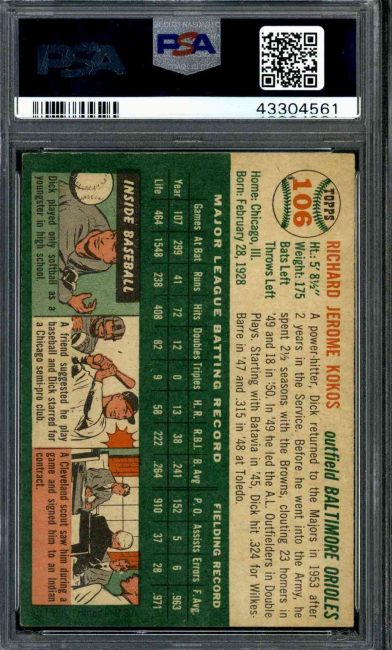 PSA
PSA
43304561
TOPPS
106
RICHARD JEROME KOKOS
outfield BALTIMORE ORIOLES
Ht.: 5' 8½"
Weight: 175
Bats Left
Throws Left
Home: Chicago, Ill.
Born: February 28, 1928
A power-hitter, Dick returned to the Majors in 1953 after
2 years in the Service. Before he went into the Army, he
spent 2½ seasons with the Browns, clouting 23 homers in
'49 and 18 in '50. In '49 he led the A.L. Outfielders in Double
Plays. Starting with Batavia in '45, Dick hit .324 for Wilkes-
Barre in '47 and .315 in '48 at Toledo.
MAJOR LEAGUE BATTING RECORD
FIELDING RECORD
Games At Bat Runs Hits Doubles Triples H. R. R.B.I. B. Avg P. O. Assists Errors F. Avg.
Year 107 299 41 72 12 0 13 38 .241 152 5 6 .963
Life 464 1548 238 408 82 9 58 222 .264 910 37 28 .971
INSIDE BASEBALL
Dick played only softball as a
youngster in high school.
A friend suggested he play
baseball and Dick starred for
a Chicago semi-pro club.
A Cleveland scout saw him during a
game and signed him to an Indian
contract.